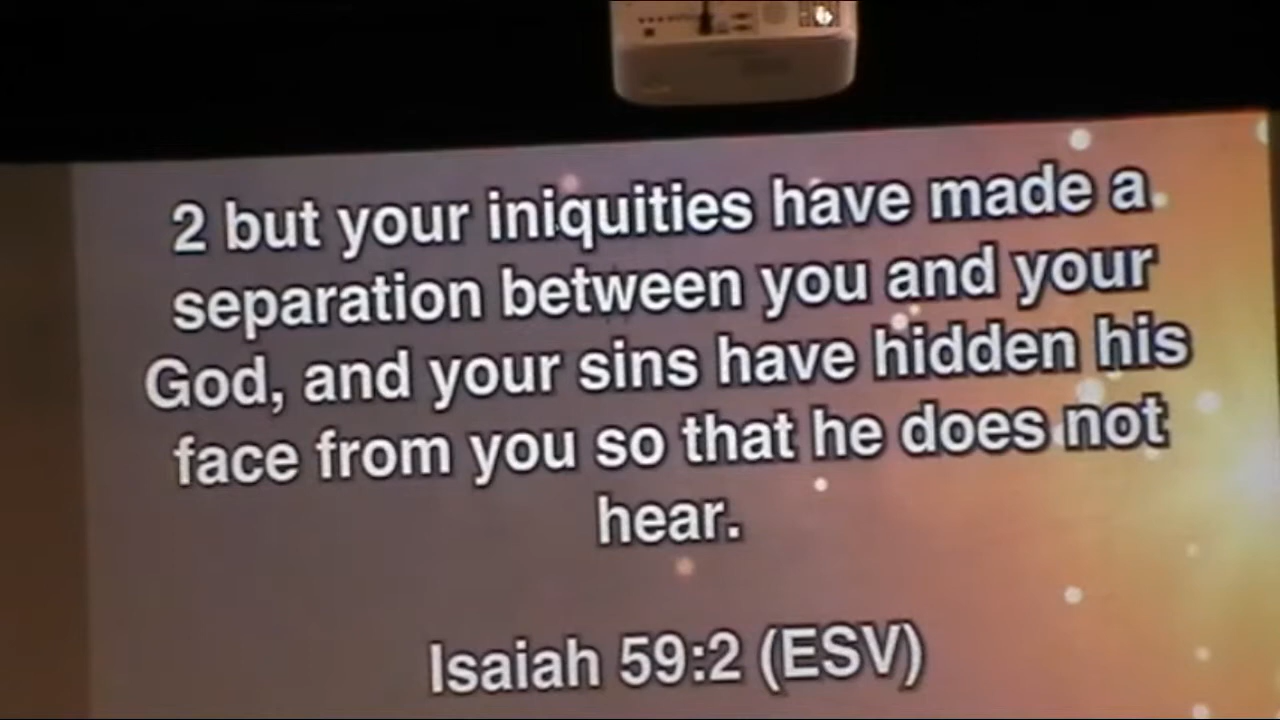 2 but your iniquities have made a
separation between you and your
God, and your sins have hidden his
face from you so that he does not
hear.
Isaiah 59:2 (ESV)